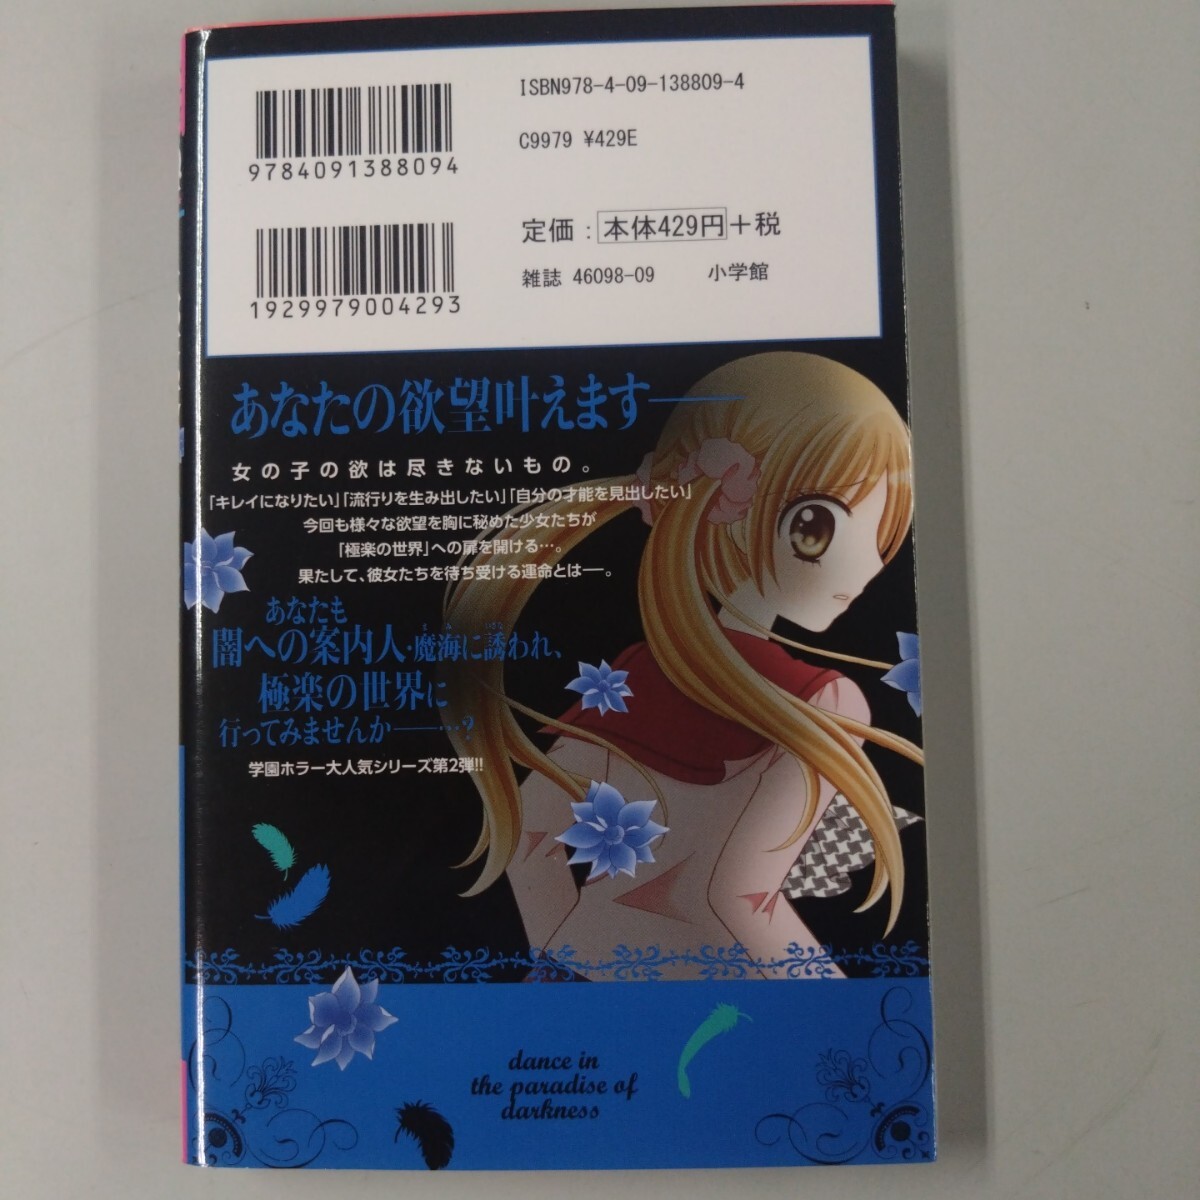 ISBN978-4-09-138809-4
C9979 ¥429E
9784091388094
定価：本体429円+税
雑誌 46098-09 小学館
1929979004293
あなたの欲望叶えます――
女の子の欲は尽きないもの。
「キレイになりたい」「流行りを生み出したい」「自分の才能を見出したい」
今回も様々な欲望を胸に秘めた少女たちが
「極楽の世界」への扉を開ける…。
果たして、彼女たちを待ち受ける運命とは―。
あなたも
闇への案内人・魔海に誘われ、
極楽の世界に
行ってみませんか――…?
学園ホラー大人気シリーズ第2弾!!
dance in
the paradise of
darkness